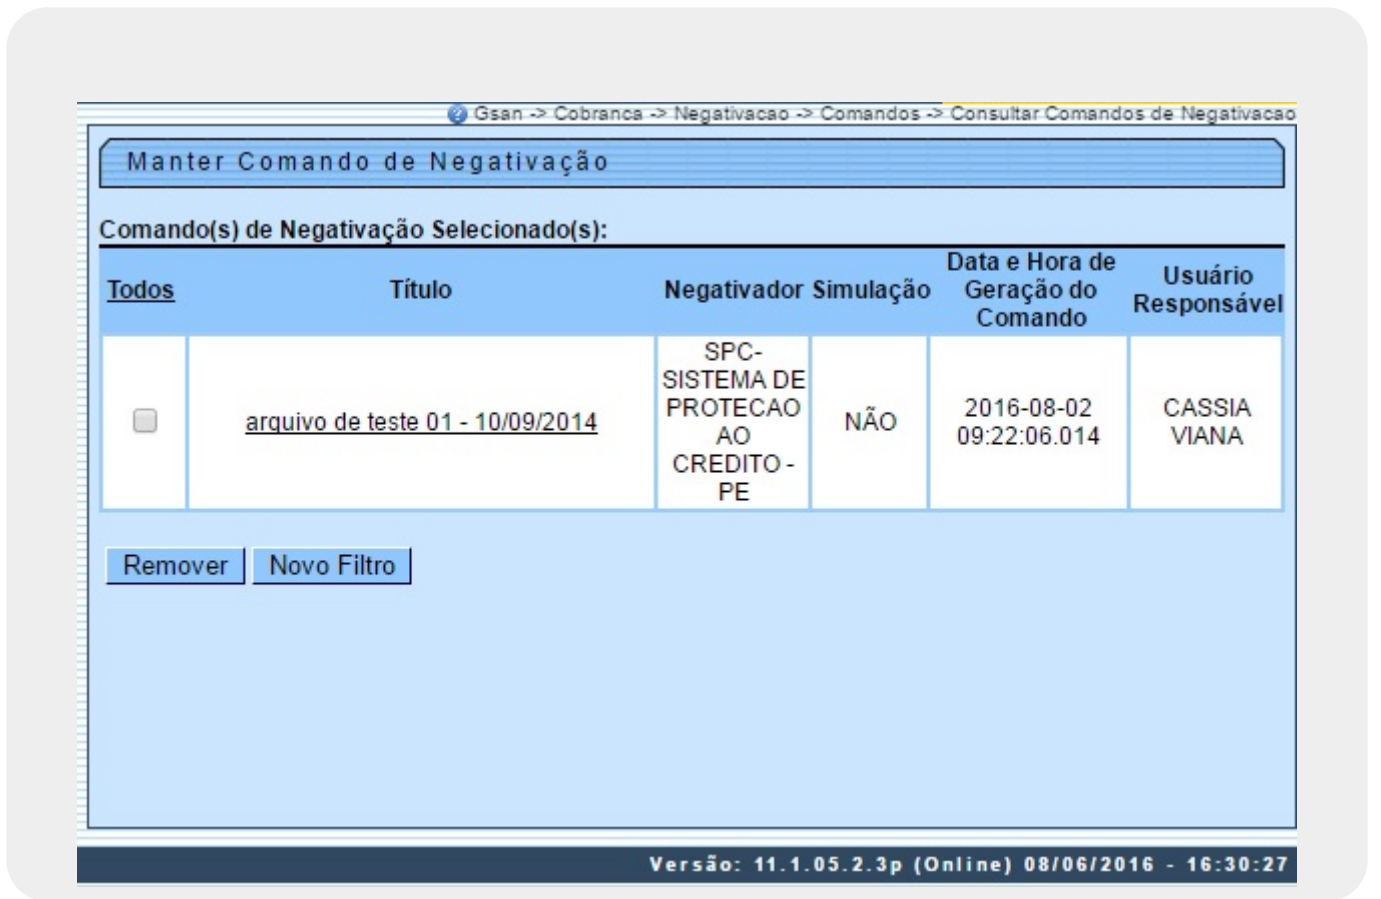 Gsan -> Cobranca -> Negativacao -> Comandos -> Consultar Comandos de Negativacao
Manter Comando de Negativação
Comando(s) de Negativação Selecionado(s):
Todos
Título
Negativador
Simulação
Data e Hora de
Geração do
Comando
Usuário
Responsável
arquivo de teste 01 - 10/09/2014
SPC-
SISTEMA DE
PROTECAO
AO
CREDITO -
PE
NÃO
2016-08-02
09:22:06.014
CASSIA
VIANA
Remover
Novo Filtro
Versão: 11.1.05.2.3p (Online) 08/06/2016 - 16:30:27